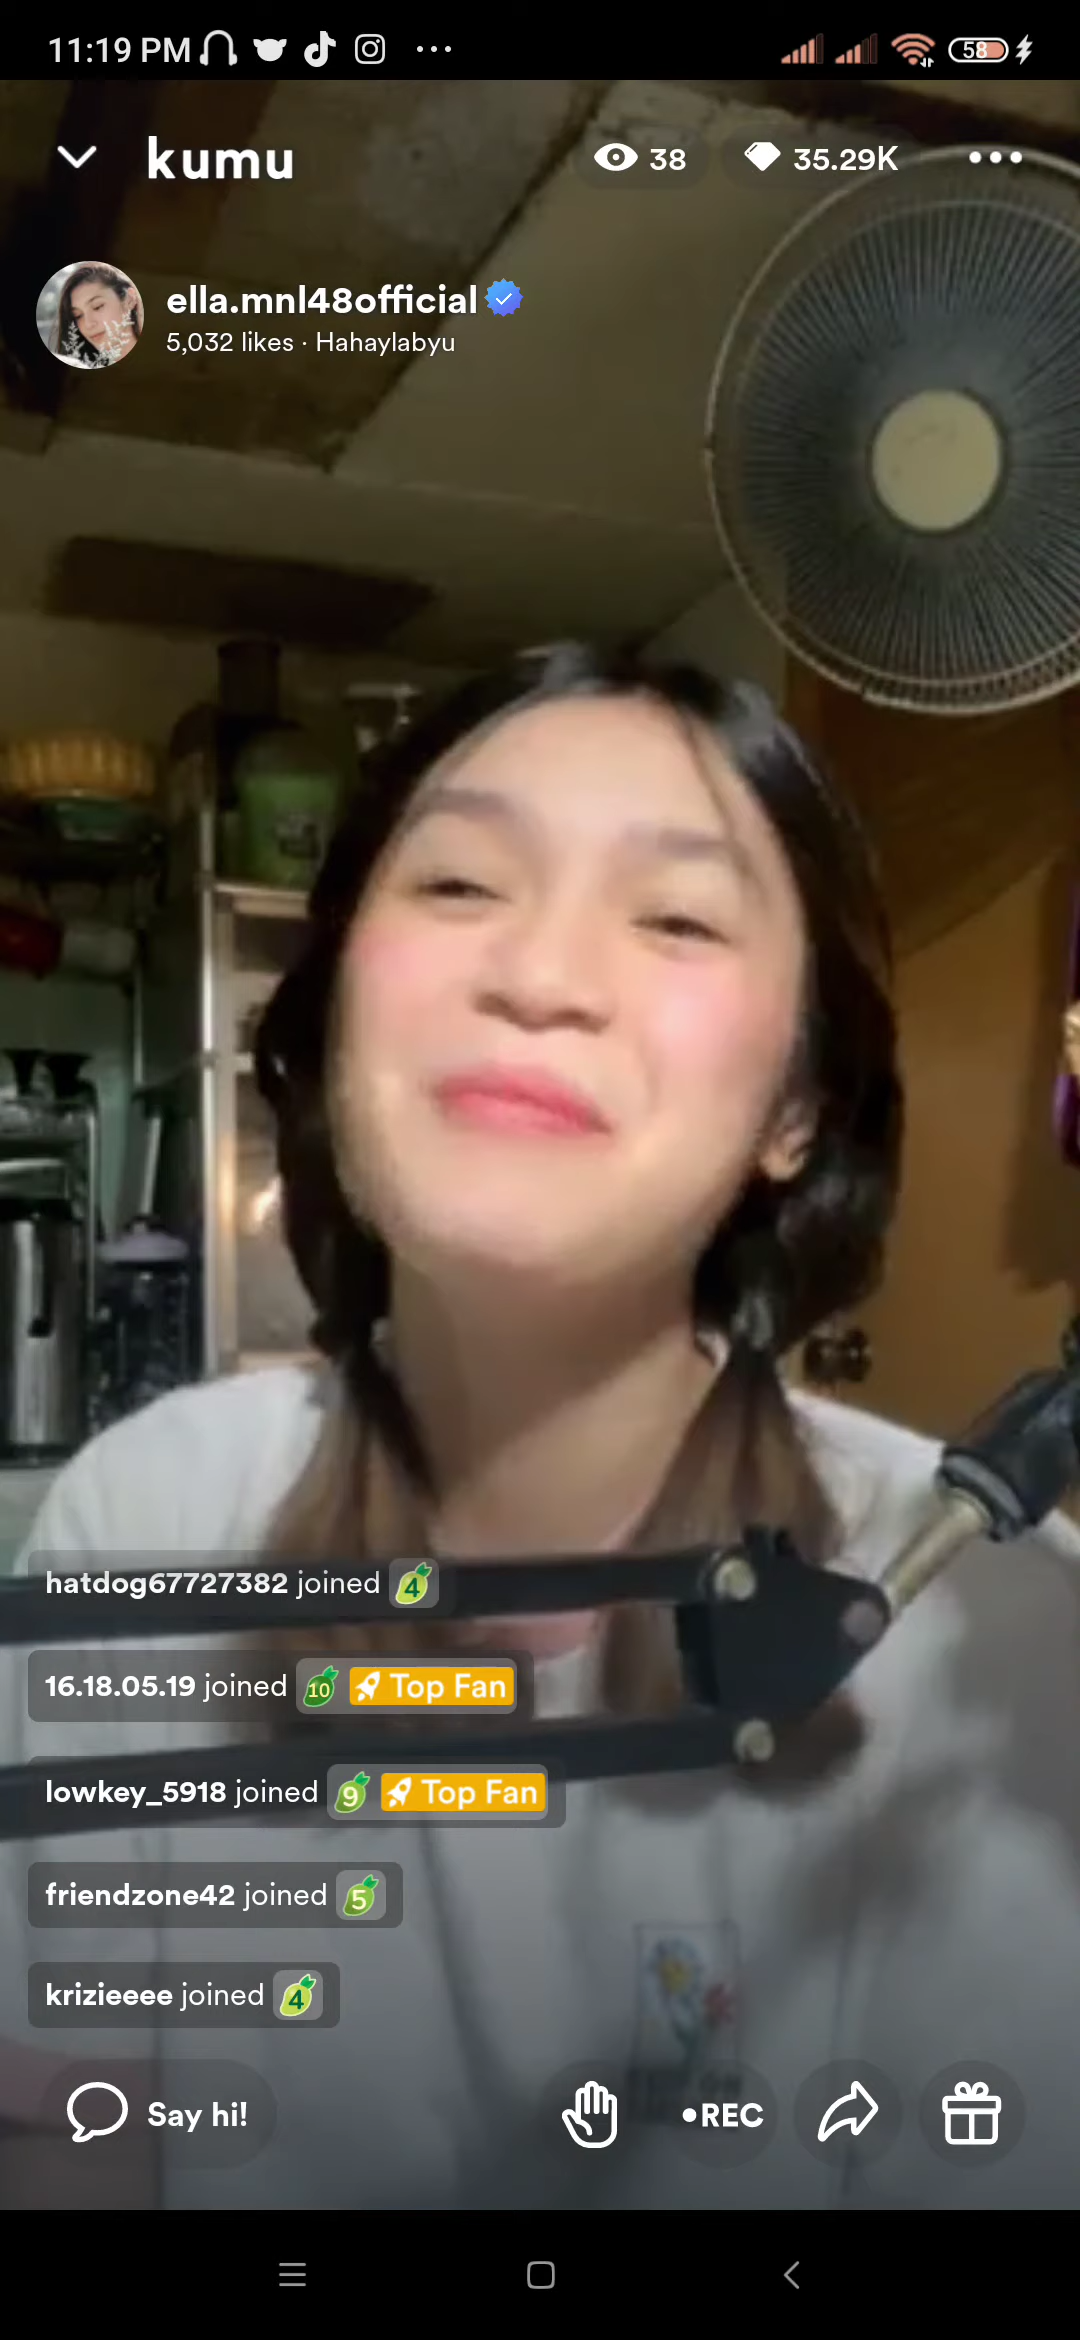 11:19 PM
58
kumu
38
35.29K
ella.mnl48official
5,032 likes · Hahaylabyu
hatdog67727382 joined 4
16.18.05.19 joined 10 Top Fan
lowkey_5918 joined 9 Top Fan
friendzone42 joined 5
krizieeee joined 4
Say hi!
•REC